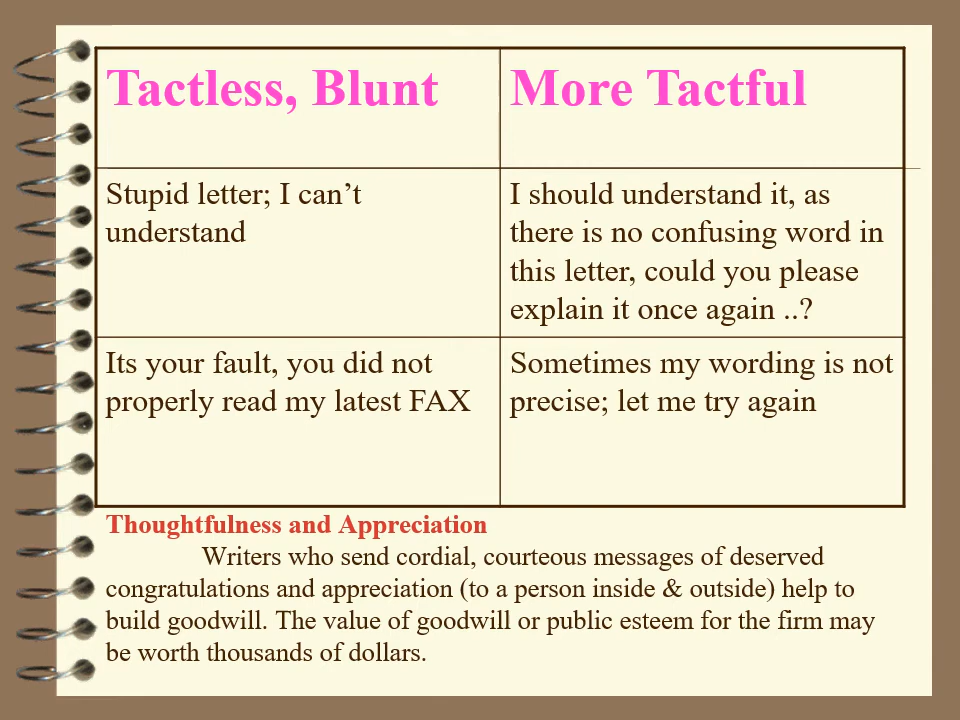 Tactless, Blunt
More Tactful
Stupid letter; I can’t
understand
I should understand it, as
there is no confusing word in
this letter, could you please
explain it once again ..?
Its your fault, you did not
properly read my latest FAX
Sometimes my wording is not
precise; let me try again
Thoughtfulness and Appreciation
Writers who send cordial, courteous messages of deserved
congratulations and appreciation (to a person inside & outside) help to
build goodwill. The value of goodwill or public esteem for the firm may
be worth thousands of dollars.